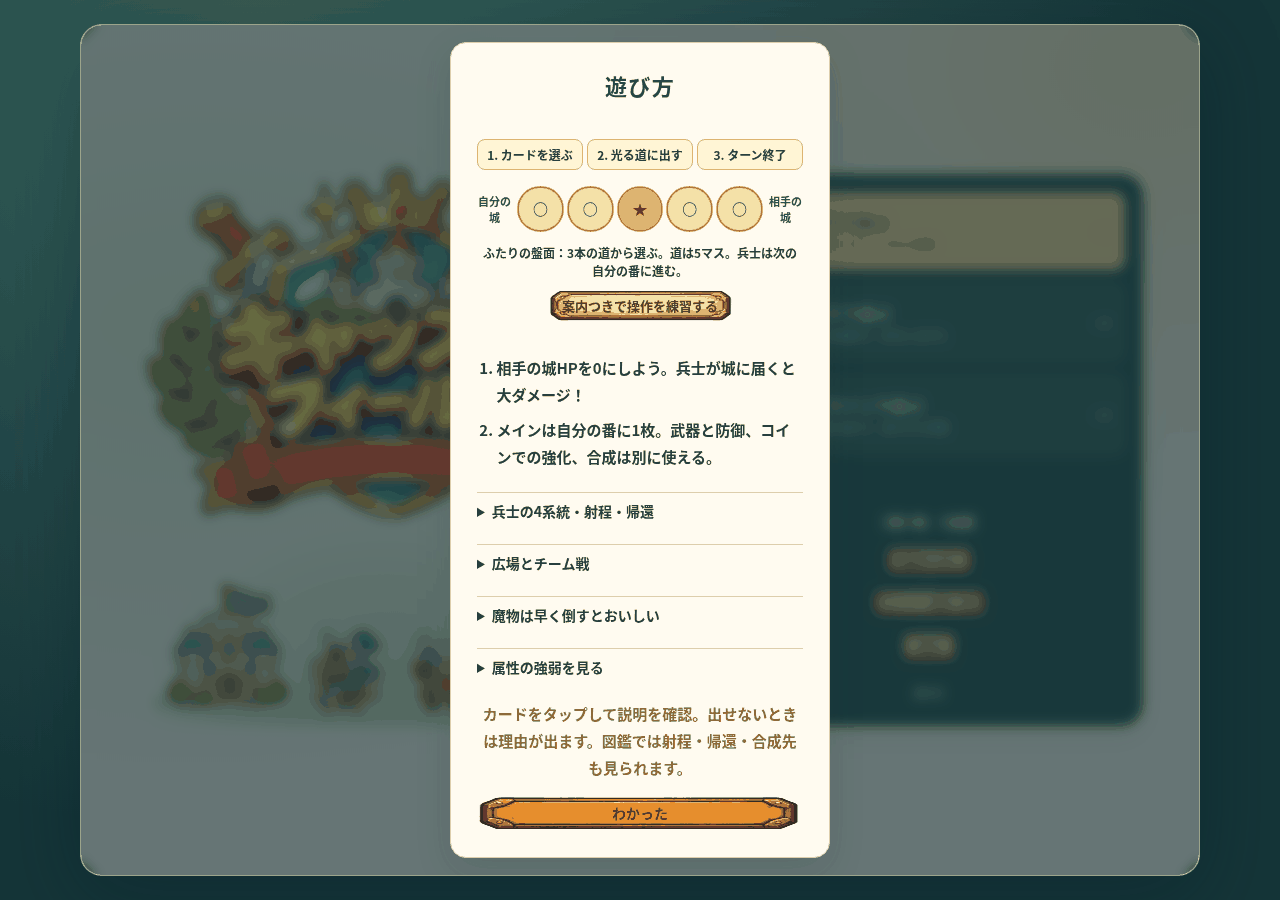 遊び方
1. カードを選ぶ
2. 光る道に出す
3. ターン終了
自分の
城
○ ○ ★ ○ ○
相手の
城
ふたりの盤面：3本の道から選ぶ。道は5マス。兵士は次の
自分の番に進む。
案内つきで操作を練習する
1. 相手の城HPを0にしよう。兵士が城に届くと
大ダメージ！
2. メインは自分の番に1枚。武器と防御、コイ
ンでの強化、合成は別に使える。
▶ 兵士の4系統・射程・帰還
▶ 広場とチーム戦
▶ 魔物は早く倒すとおいしい
▶ 属性の強弱を見る
カードをタップして説明を確認。出せないとき
は理由が出ます。図鑑では射程・帰還・合成先
も見られます。
わかった